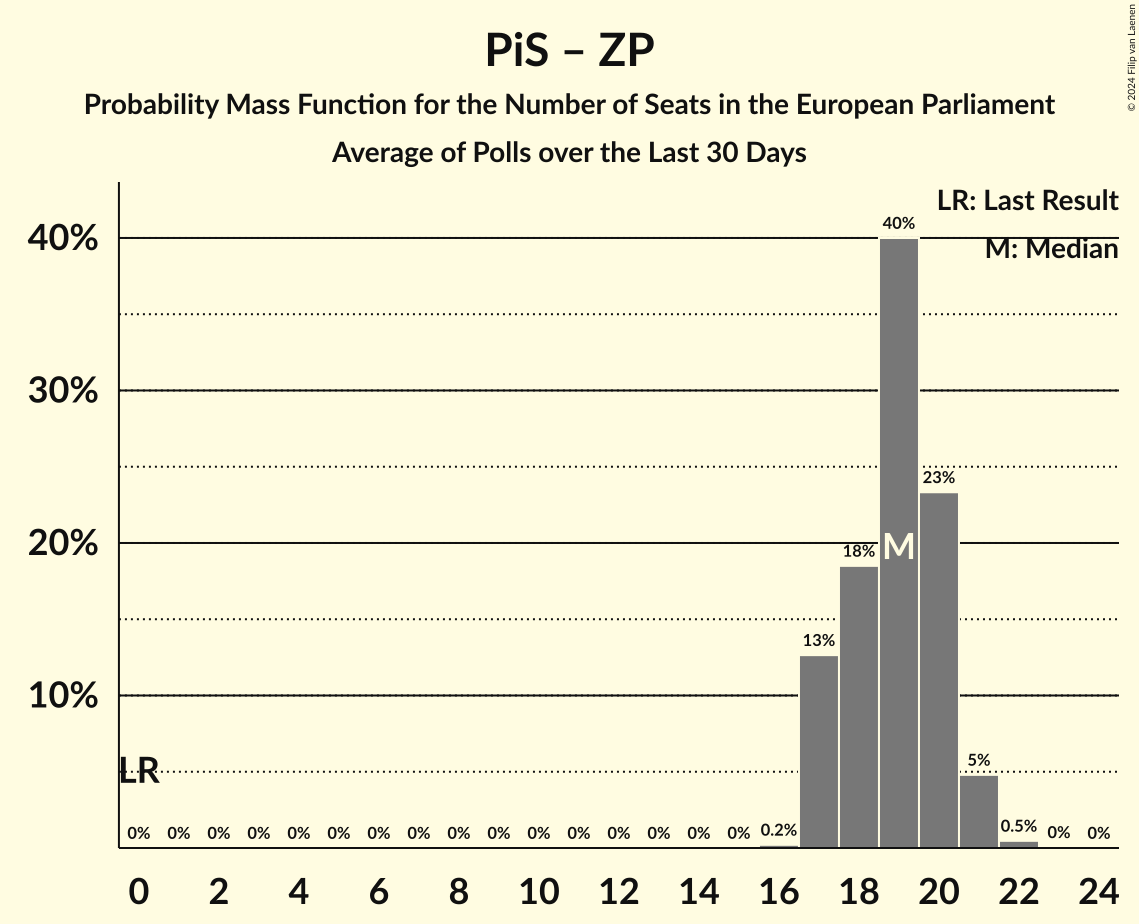 PiS – ZP
Probability Mass Function for the Number of Seats in the European Parliament
Average of Polls over the Last 30 Days
© 2024 Filip van Laenen
LR: Last Result
M: Median
40%
30%
20%
10%
LR
M
0% 0% 0% 0% 0% 0% 0% 0% 0% 0% 0% 0% 0% 0% 0% 0% 0.2% 13% 18% 40% 23% 5% 0.5% 0% 0%
0 2 4 6 8 10 12 14 16 18 20 22 24